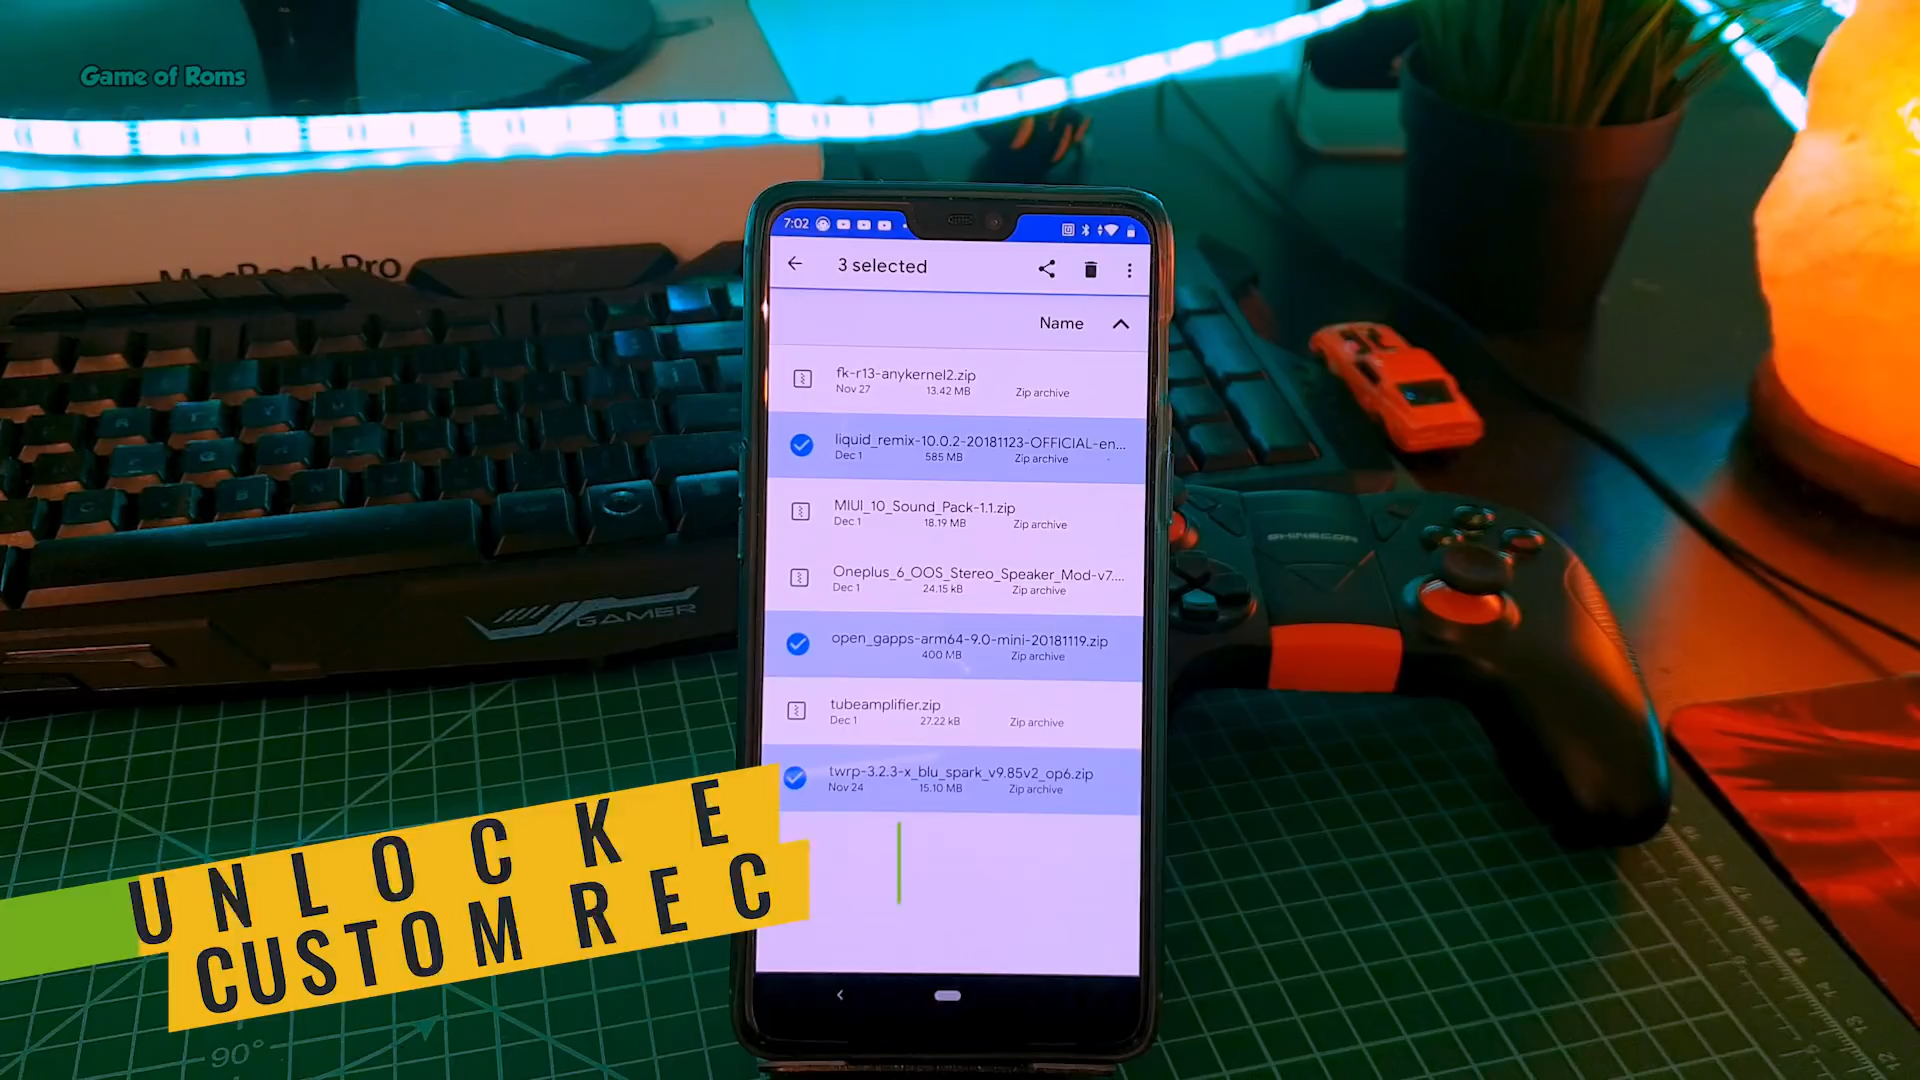 Game of Roms
MacBook Pro
7:02
3 selected
Name
fk-r13-anykernel2.zip
Nov 27 13.42 MB Zip archive
liquid_remix-10.0.2-20181123-OFFICIAL-en...
Dec 1 585 MB Zip archive
MIUI_10_Sound_Pack-1.1.zip
Dec 1 18.19 MB Zip archive
Oneplus_6_OOS_Stereo_Speaker_Mod-v7....
Dec 1 24.15 kB Zip archive
open_gapps-arm64-9.0-mini-20181119.zip
400 MB Zip archive
tubeamplifier.zip
Dec 1 27.22 kB Zip archive
twrp-3.2.3-x_blu_spark_v9.85v2_op6.zip
Nov 24 15.10 MB Zip archive
GAMER
SHINECON
UNLOCKE
CUSTOM REC
90°